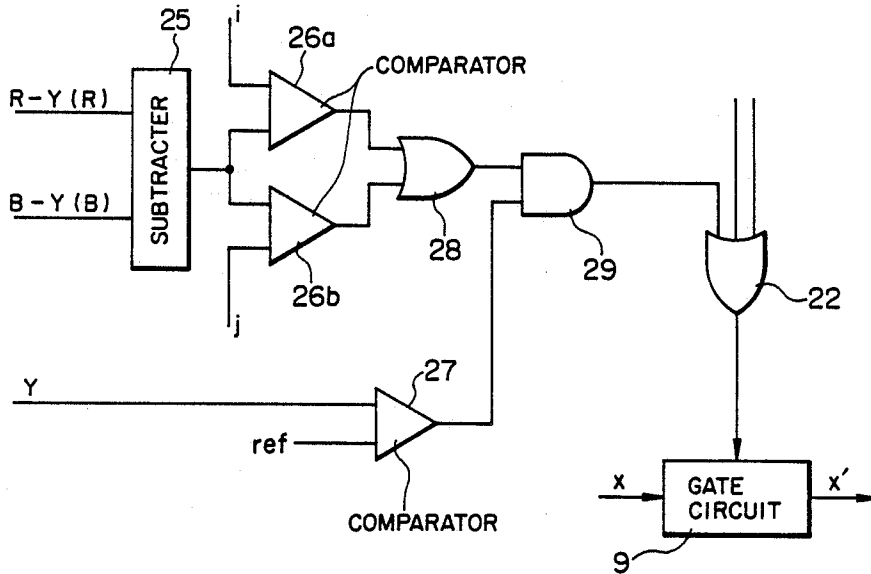 25
i
26a
COMPARATOR
R-Y (R)
SUBTRACTER
B-Y (B)
28
29
26b
j
22
Y
27
ref
COMPARATOR
x
GATE
CIRCUIT
x'
9